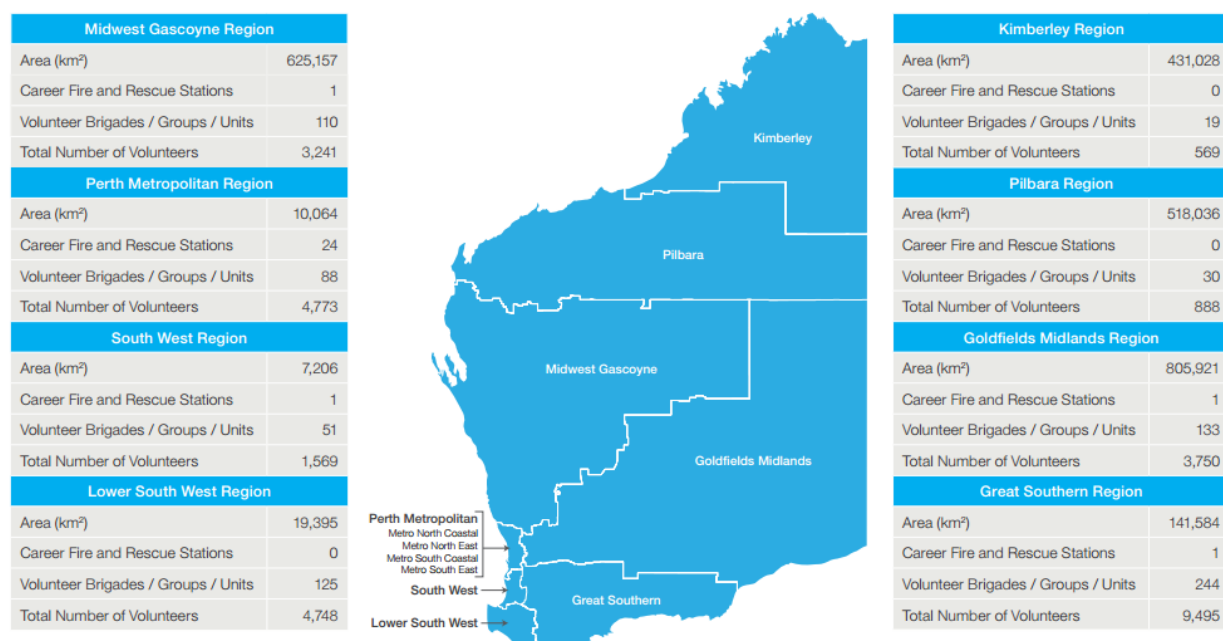 Midwest Gascoyne Region
Area (km²) 625,157
Career Fire and Rescue Stations 1
Volunteer Brigades / Groups / Units 110
Total Number of Volunteers 3,241
Perth Metropolitan Region
Area (km²) 10,064
Career Fire and Rescue Stations 24
Volunteer Brigades / Groups / Units 88
Total Number of Volunteers 4,773
South West Region
Area (km²) 7,206
Career Fire and Rescue Stations 1
Volunteer Brigades / Groups / Units 51
Total Number of Volunteers 1,569
Lower South West Region
Area (km²) 19,395
Career Fire and Rescue Stations 0
Volunteer Brigades / Groups / Units 125
Total Number of Volunteers 4,748
Kimberley
Pilbara
Midwest Gascoyne
Goldfields Midlands
Perth Metropolitan
Metro North Coastal
Metro North East
Metro South Coastal
Metro South East
South West
Great Southern
Lower South West
Kimberley Region
Area (km²) 431,028
Career Fire and Rescue Stations 0
Volunteer Brigades / Groups / Units 19
Total Number of Volunteers 569
Pilbara Region
Area (km²) 518,036
Career Fire and Rescue Stations 0
Volunteer Brigades / Groups / Units 30
Total Number of Volunteers 888
Goldfields Midlands Region
Area (km²) 805,921
Career Fire and Rescue Stations 1
Volunteer Brigades / Groups / Units 133
Total Number of Volunteers 3,750
Great Southern Region
Area (km²) 141,584
Career Fire and Rescue Stations 1
Volunteer Brigades / Groups / Units 244
Total Number of Volunteers 9,495